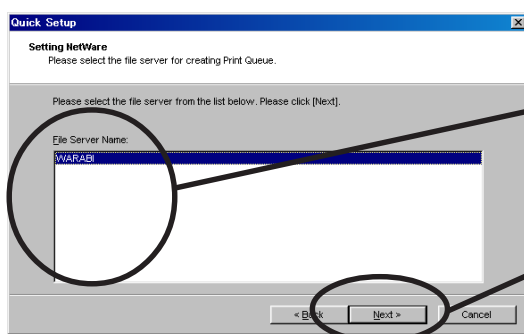 Quick Setup
Setting NetWare
Please select the file server for creating Print Queue.
Please select the file server from the list below. Please click [Next].
File Server Name:
WARABI
« Back Next » Cancel